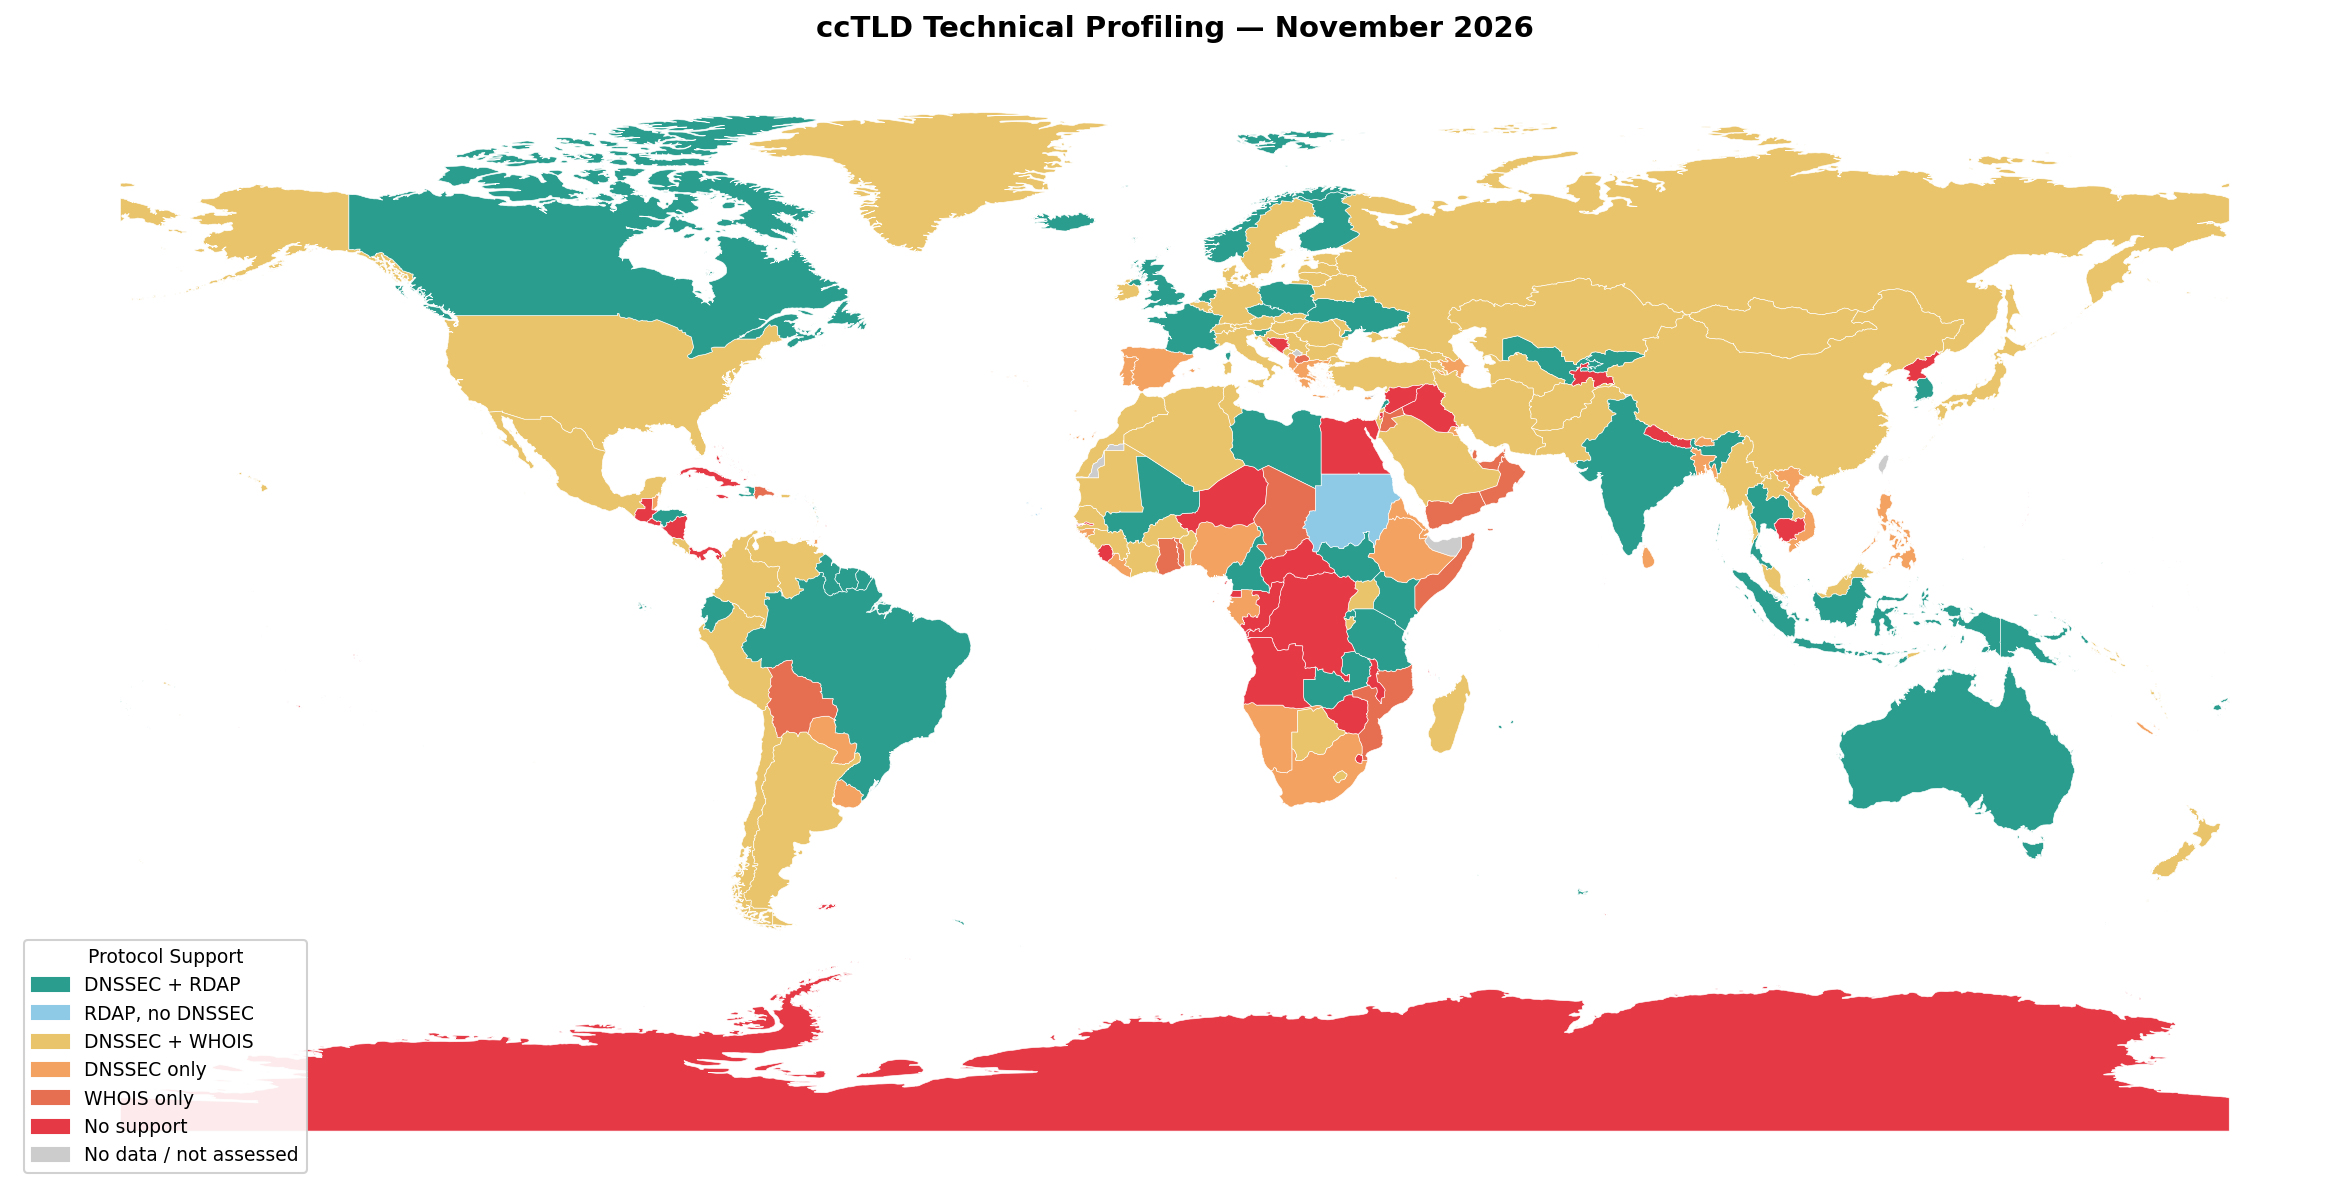 ccTLD Technical Profiling — November 2026
Protocol Support
DNSSEC + RDAP
RDAP, no DNSSEC
DNSSEC + WHOIS
DNSSEC only
WHOIS only
No support
No data / not assessed